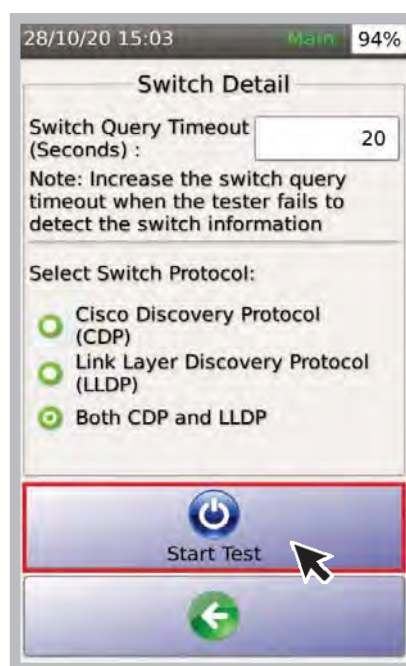 28/10/20 15:03 Main 94%
Switch Detail
Switch Query Timeout
(Seconds) :
20
Note: Increase the switch query
timeout when the tester fails to
detect the switch information
Select Switch Protocol:
Cisco Discovery Protocol
(CDP)
Link Layer Discovery Protocol
(LLDP)
Both CDP and LLDP
Start Test